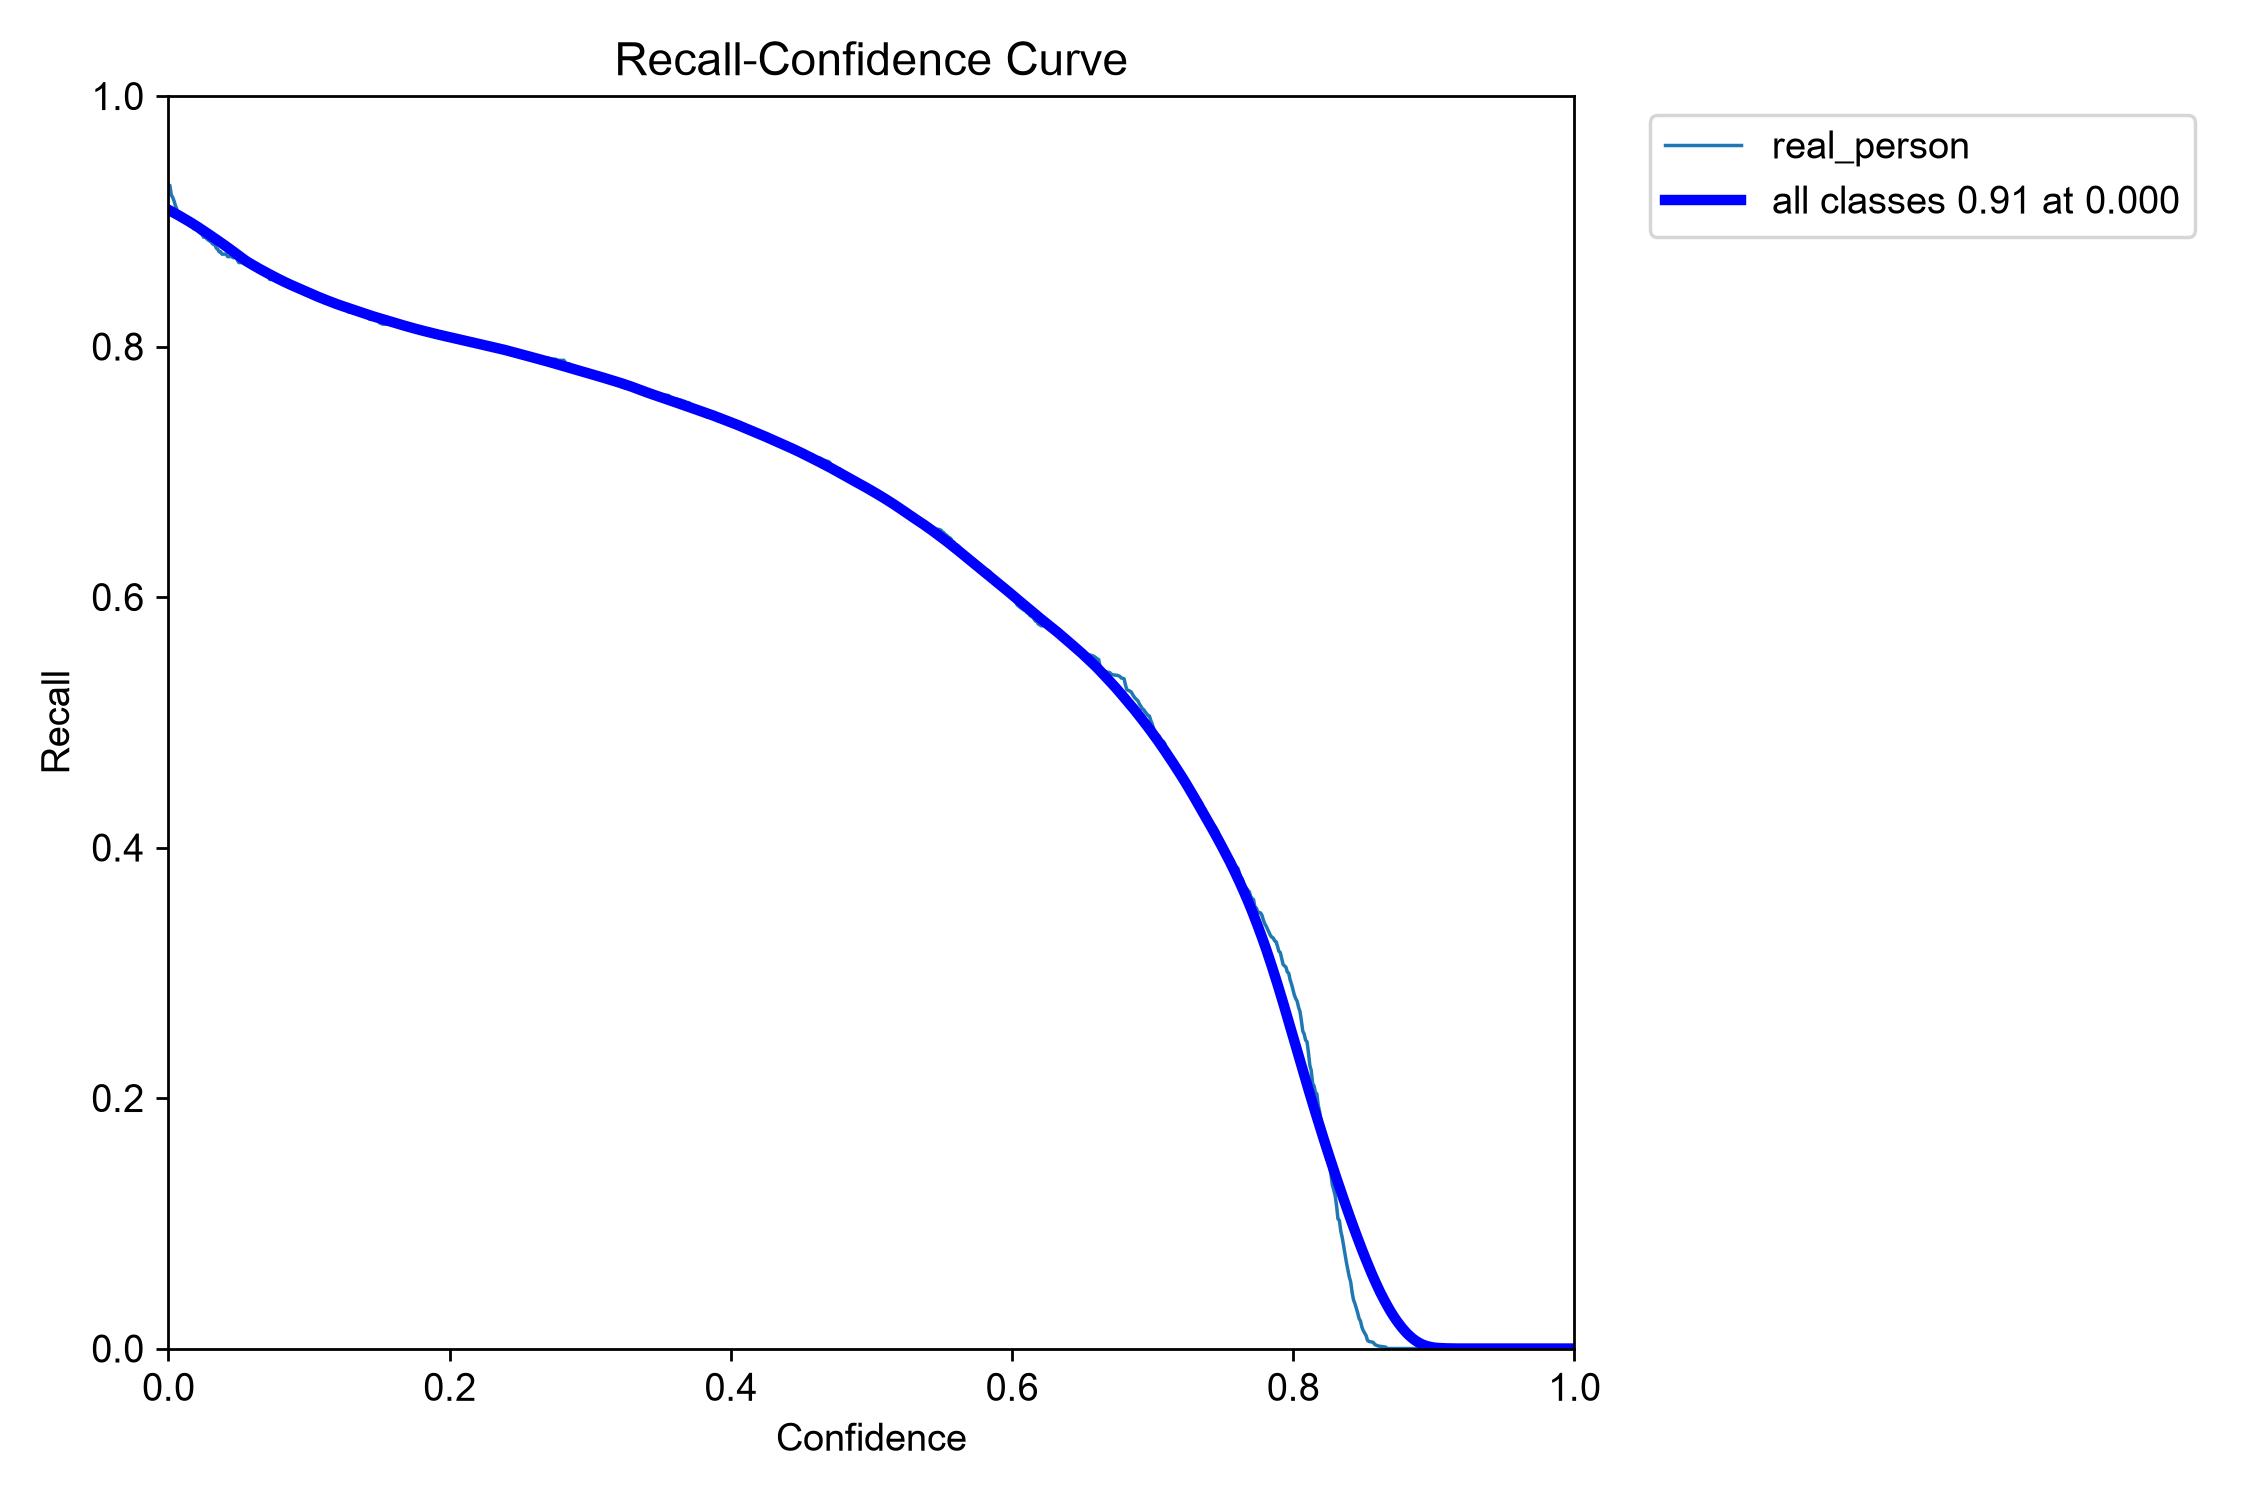 Recall-Confidence Curve
real_person
all classes 0.91 at 0.000
1.0
0.8
0.6
0.4
0.2
0.0
Recall
0.0 0.2 0.4 0.6 0.8 1.0
Confidence